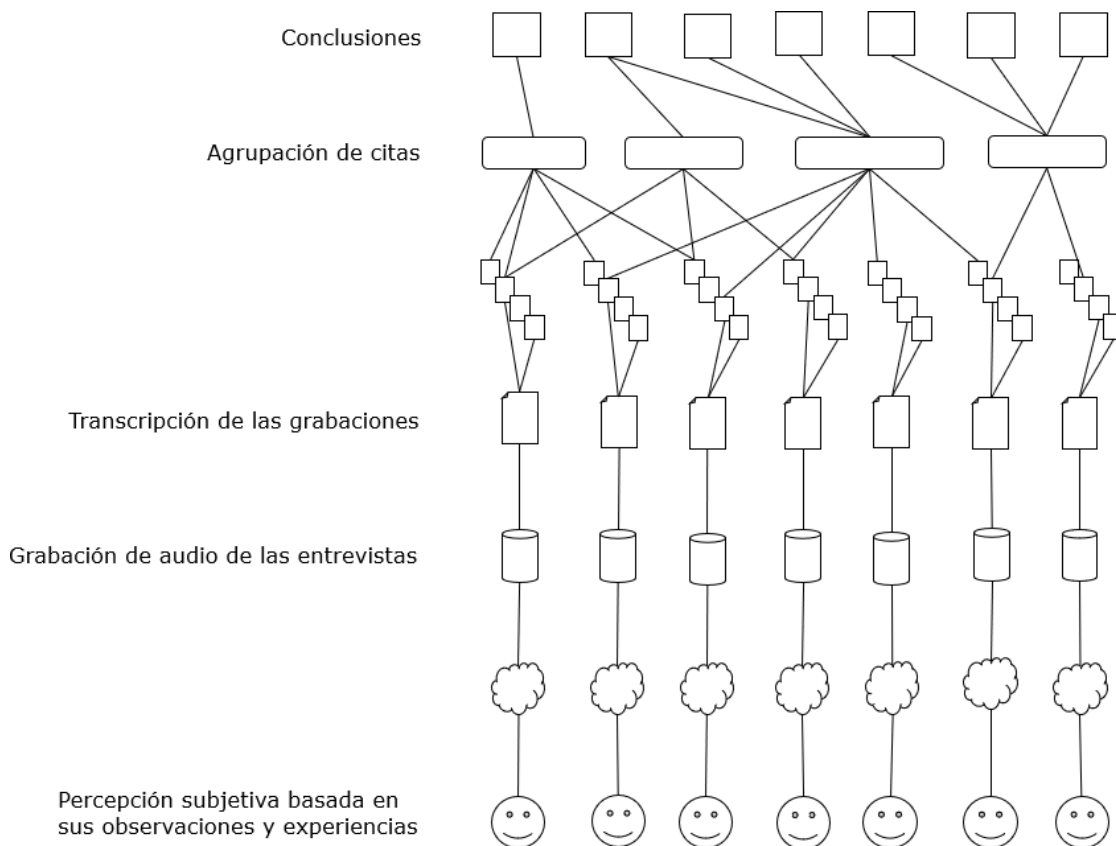 Conclusiones
Agrupación de citas
Transcripción de las grabaciones
Grabación de audio de las entrevistas
Percepción subjetiva basada en
sus observaciones y experiencias